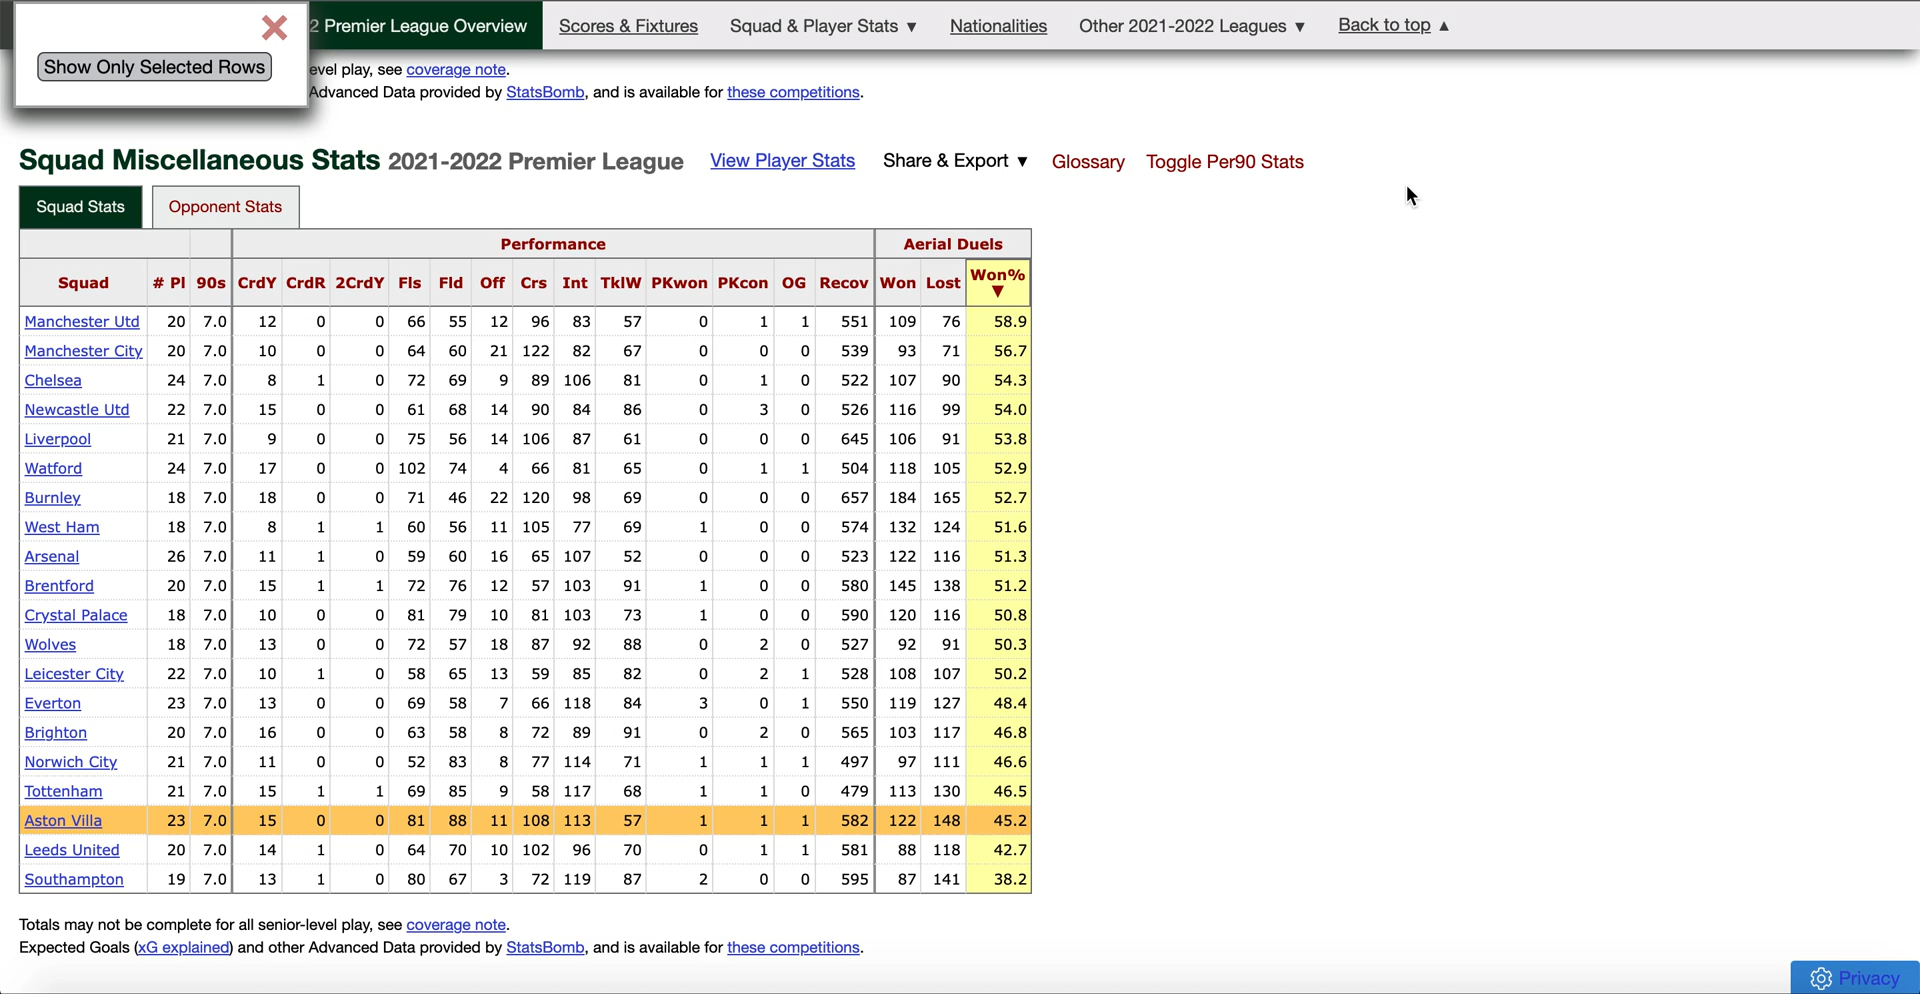 2 Premier League Overview Scores & Fixtures Squad & Player Stats ▼ Nationalities Other 2021-2022 Leagues ▼ Back to top ▲
Show Only Selected Rows
evel play, see coverage note.
Advanced Data provided by StatsBomb, and is available for these competitions.
Squad Miscellaneous Stats 2021-2022 Premier League View Player Stats Share & Export ▼ Glossary Toggle Per90 Stats
Squad Stats Opponent Stats
Performance Aerial Duels
Squad # Pl 90s CrdY CrdR 2CrdY Fls Fld Off Crs Int TklW PKwon PKcon OG Recov Won Lost Won% ▼
Manchester Utd 20 7.0 12 0 0 66 55 12 96 83 57 0 1 1 551 109 76 58.9
Manchester City 20 7.0 10 0 0 64 60 21 122 82 67 0 0 0 539 93 71 56.7
Chelsea 24 7.0 8 1 0 72 69 9 89 106 81 0 1 0 522 107 90 54.3
Newcastle Utd 22 7.0 15 0 0 61 68 14 90 84 86 0 3 0 526 116 99 54.0
Liverpool 21 7.0 9 0 0 75 56 14 106 87 61 0 0 0 645 106 91 53.8
Watford 24 7.0 17 0 0 102 74 4 66 81 65 0 1 1 504 118 105 52.9
Burnley 18 7.0 18 0 0 71 46 22 120 98 69 0 0 0 657 184 165 52.7
West Ham 18 7.0 8 1 1 60 56 11 105 77 69 1 0 0 574 132 124 51.6
Arsenal 26 7.0 11 1 0 59 60 16 65 107 52 0 0 0 523 122 116 51.3
Brentford 20 7.0 15 1 1 72 76 12 57 103 91 1 0 0 580 145 138 51.2
Crystal Palace 18 7.0 10 0 0 81 79 10 81 103 73 1 0 0 590 120 116 50.8
Wolves 18 7.0 13 0 0 72 57 18 87 92 88 0 2 0 527 92 91 50.3
Leicester City 22 7.0 10 1 0 58 65 13 59 85 82 0 2 1 528 108 107 50.2
Everton 23 7.0 13 0 0 69 58 7 66 118 84 3 0 1 550 119 127 48.4
Brighton 20 7.0 16 0 0 63 58 8 72 89 91 0 2 0 565 103 117 46.8
Norwich City 21 7.0 11 0 0 52 83 8 77 114 71 1 1 1 497 97 111 46.6
Tottenham 21 7.0 15 1 1 69 85 9 58 117 68 1 1 0 479 113 130 46.5
Aston Villa 23 7.0 15 0 0 81 88 11 108 113 57 1 1 1 582 122 148 45.2
Leeds United 20 7.0 14 1 0 64 70 10 102 96 70 0 1 1 581 88 118 42.7
Southampton 19 7.0 13 1 0 80 67 3 72 119 87 2 0 0 595 87 141 38.2
Totals may not be complete for all senior-level play, see coverage note.
Expected Goals (xG explained) and other Advanced Data provided by StatsBomb, and is available for these competitions.
Privacy